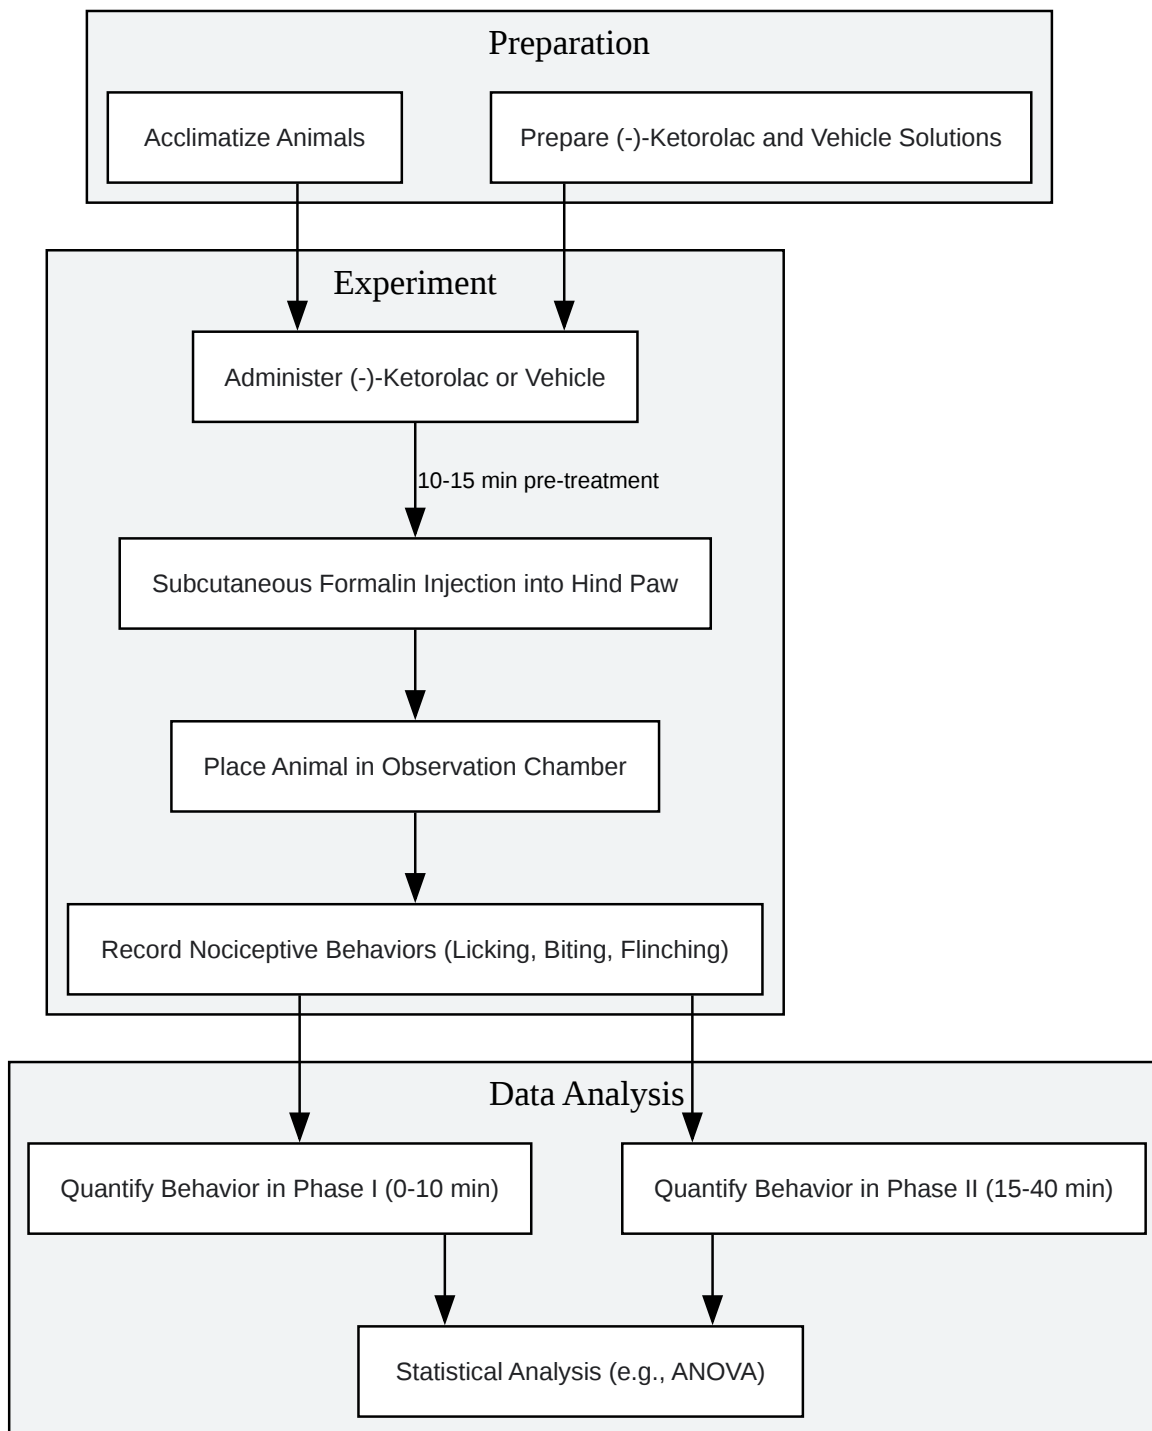 Preparation
Acclimatize Animals
Prepare (-)-Ketorolac and Vehicle Solutions
Experiment
Administer (-)-Ketorolac or Vehicle
10-15 min pre-treatment
Subcutaneous Formalin Injection into Hind Paw
Place Animal in Observation Chamber
Record Nociceptive Behaviors (Licking, Biting, Flinching)
Data Analysis
Quantify Behavior in Phase I (0-10 min)
Quantify Behavior in Phase II (15-40 min)
Statistical Analysis (e.g., ANOVA)